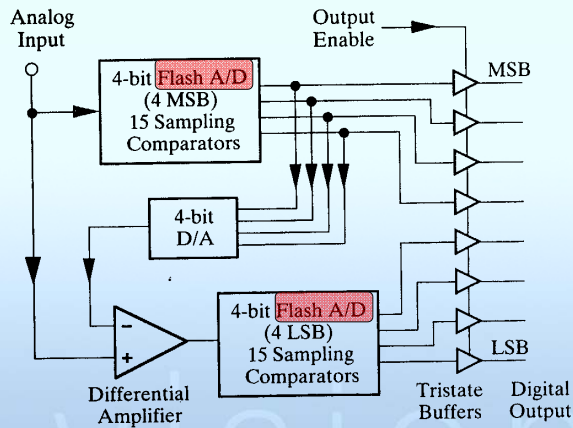 Analog
Input
Output
Enable
4-bit Flash A/D
(4 MSB)
15 Sampling
Comparators
MSB
4-bit
D/A
−
+
4-bit Flash A/D
(4 LSB)
15 Sampling
Comparators
LSB
Differential
Amplifier
Tristate
Buffers
Digital
Output